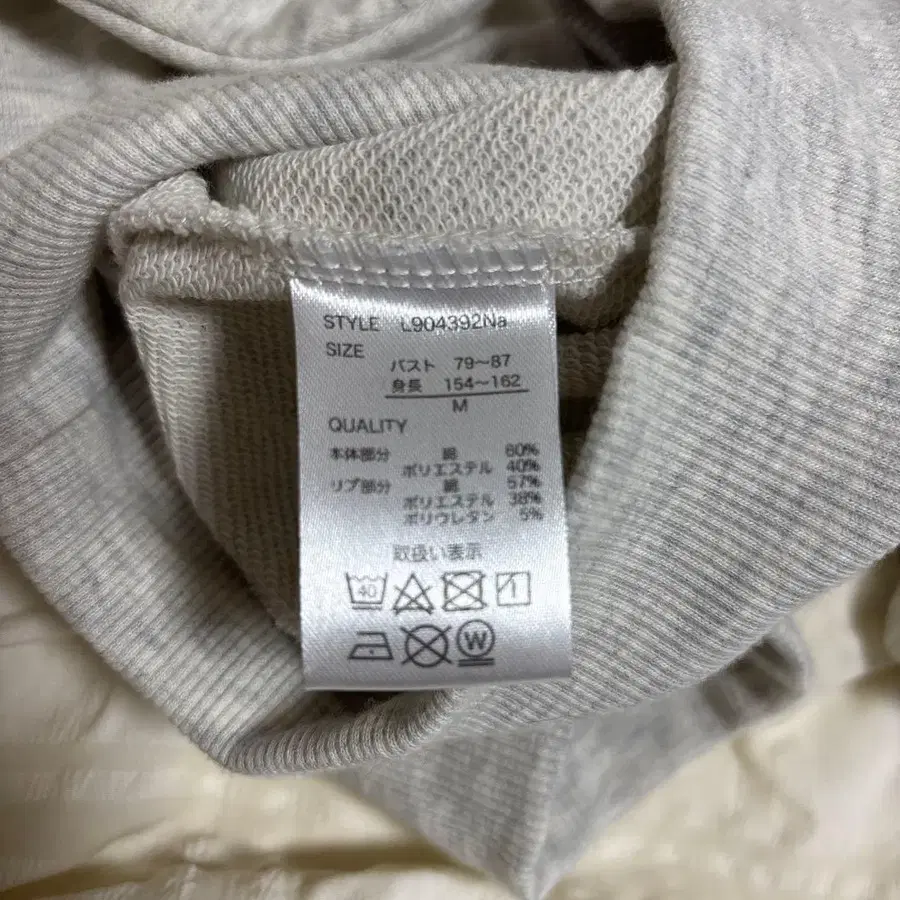 STYLE L904392Na
SIZE
バスト 79〜87
身長 154〜162
M
QUALITY
本体部分 綿 60%
ポリエステル 40%
リブ部分 綿 57%
ポリエステル 38%
ポリウレタン 5%
取扱い表示
40
W